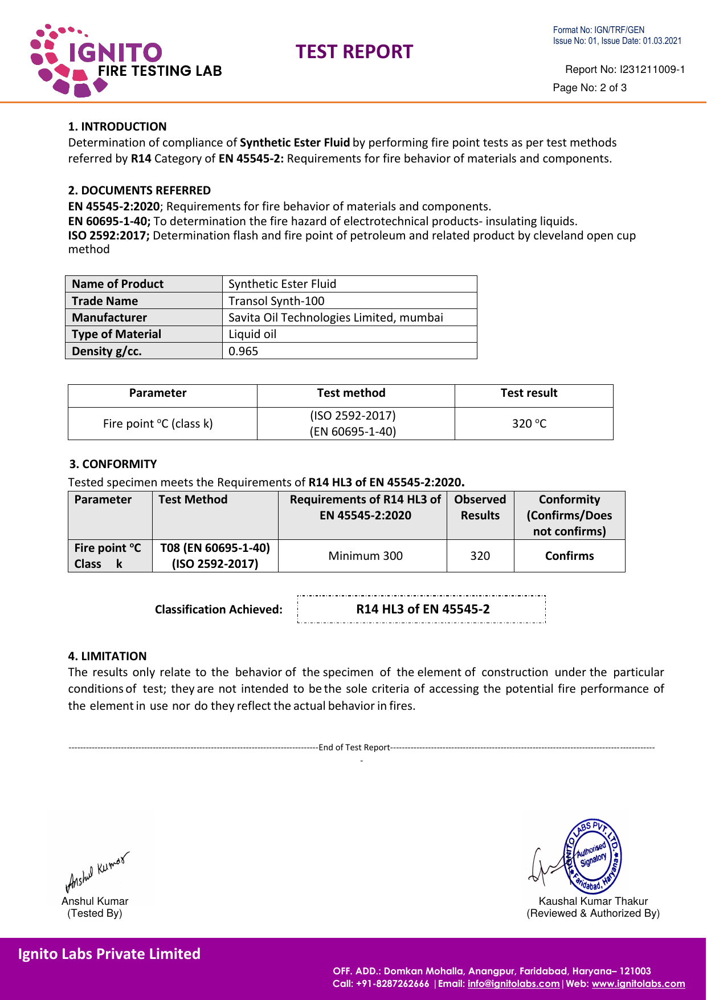 IGNITO
FIRE TESTING LAB
TEST REPORT
Format No: IGN/TRF/GEN
Issue No: 01, Issue Date: 01.03.2021
Report No: I231211009-1
Page No: 2 of 3
1. INTRODUCTION
Determination of compliance of Synthetic Ester Fluid by performing fire point tests as per test methods
referred by R14 Category of EN 45545-2: Requirements for fire behavior of materials and components.
2. DOCUMENTS REFERRED
EN 45545-2:2020; Requirements for fire behavior of materials and components.
EN 60695-1-40; To determination the fire hazard of electrotechnical products- insulating liquids.
ISO 2592:2017; Determination flash and fire point of petroleum and related product by cleveland open cup
method
Name of Product Synthetic Ester Fluid
Trade Name Transol Synth-100
Manufacturer Savita Oil Technologies Limited, mumbai
Type of Material Liquid oil
Density g/cc. 0.965
Parameter Test method Test result
Fire point ºC (class k) (ISO 2592-2017) 320 ºC
(EN 60695-1-40)
3. CONFORMITY
Tested specimen meets the Requirements of R14 HL3 of EN 45545-2:2020.
Parameter Test Method Requirements of R14 HL3 of Observed Conformity
EN 45545-2:2020 Results (Confirms/Does
not confirms)
Fire point ºC T08 (EN 60695-1-40) Minimum 300 320 Confirms
Class k (ISO 2592-2017)
Classification Achieved: R14 HL3 of EN 45545-2
4. LIMITATION
The results only relate to the behavior of the specimen of the element of construction under the particular
conditions of test; they are not intended to be the sole criteria of accessing the potential fire performance of
the element in use nor do they reflect the actual behavior in fires.
---------------------------------------------------------------------------------------End of Test Report--------------------------------------------------------------------------------------------
-
Anshul Kumar
IGNITO LABS PVT. LTD.
Authorised
Signatory
Faridabad, Haryana
Anshul Kumar
(Tested By)
Kaushal Kumar Thakur
(Reviewed & Authorized By)
Ignito Labs Private Limited
OFF. ADD.: Domkan Mohalla, Anangpur, Faridabad, Haryana– 121003
Call: +91-8287262666 | Email: info@ignitolabs.com | Web: www.ignitolabs.com